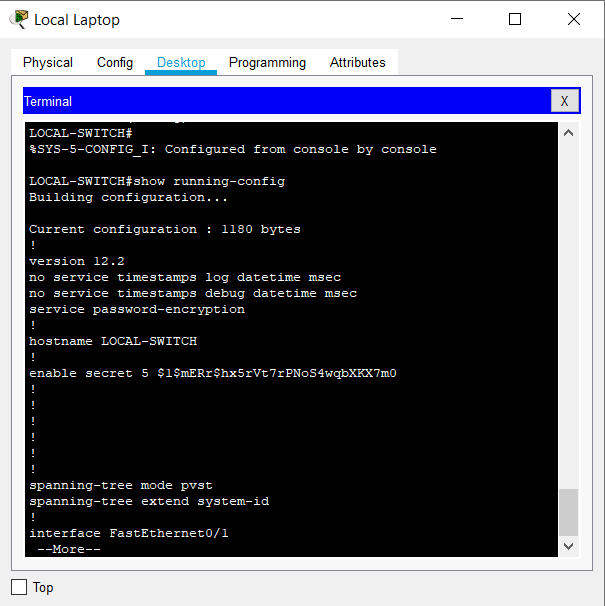 Local Laptop
Physical Config Desktop Programming Attributes
Terminal X
LOCAL-SWITCH#
%SYS-5-CONFIG_I: Configured from console by console
LOCAL-SWITCH#show running-config
Building configuration...
Current configuration : 1180 bytes
!
version 12.2
no service timestamps log datetime msec
no service timestamps debug datetime msec
service password-encryption
!
hostname LOCAL-SWITCH
!
enable secret 5 $1$mERr$hx5rVt7rPNoS4wqbXKX7m0
!
!
!
!
!
!
spanning-tree mode pvst
spanning-tree extend system-id
!
interface FastEthernet0/1
--More--
Top